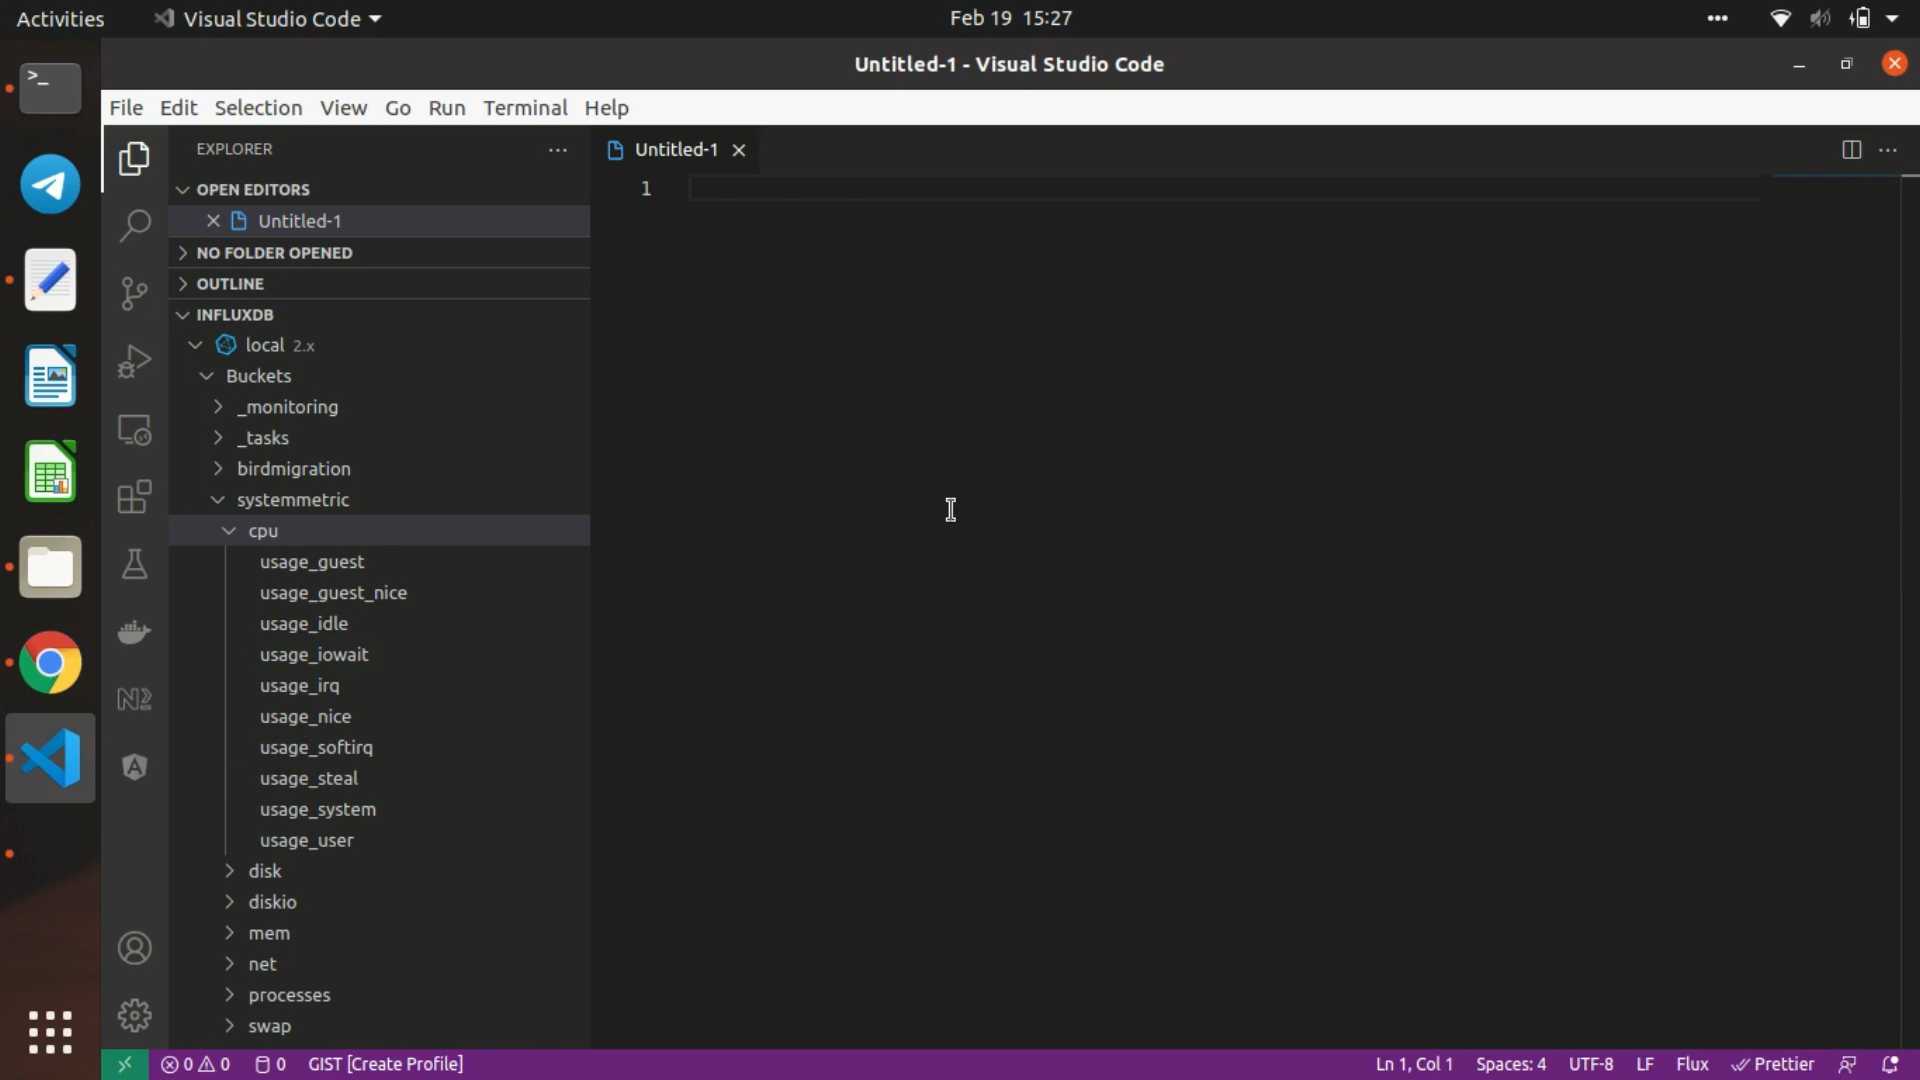 Activities
Visual Studio Code
Feb 19 15:27
Untitled-1 - Visual Studio Code
File Edit Selection View Go Run Terminal Help
EXPLORER
Untitled-1
OPEN EDITORS
1
Untitled-1
NO FOLDER OPENED
OUTLINE
INFLUXDB
local 2.x
Buckets
_monitoring
_tasks
birdmigration
systemmetric
cpu
usage_guest
usage_guest_nice
usage_idle
usage_iowait
usage_irq
usage_nice
usage_softirq
usage_steal
usage_system
usage_user
disk
diskio
mem
net
processes
swap
0 0 0 GIST [Create Profile]
Ln 1, Col 1 Spaces: 4 UTF-8 LF Flux Prettier